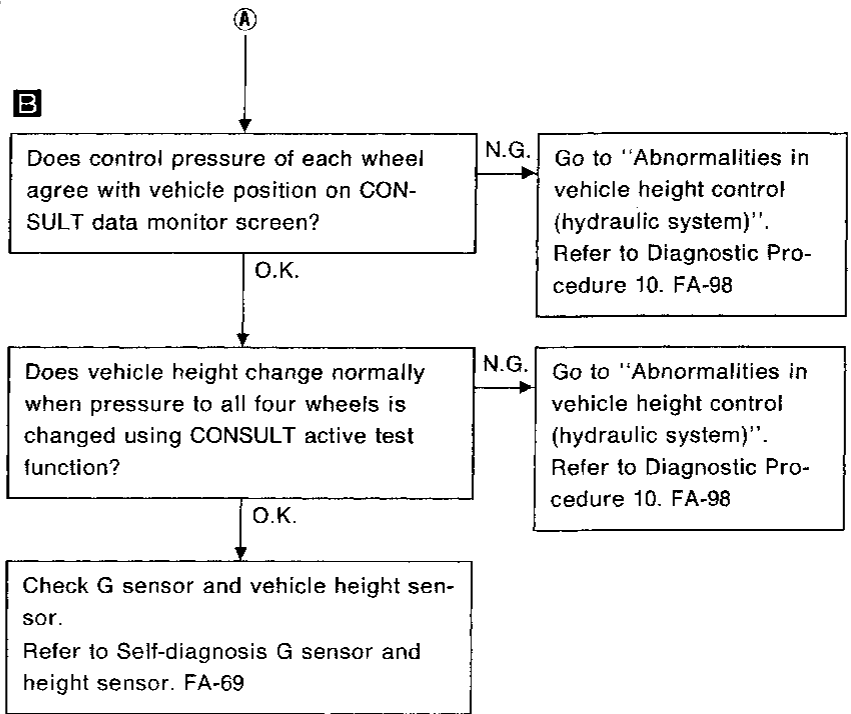 A
B
Does control pressure of each wheel
agree with vehicle position on CON-
SULT data monitor screen?
N.G.
Go to "Abnormalities in
vehicle height control
(hydraulic system)".
Refer to Diagnostic Pro-
cedure 10. FA-98
O.K.
Does vehicle height change normally
when pressure to all four wheels is
changed using CONSULT active test
function?
N.G.
Go to "Abnormalities in
vehicle height control
(hydraulic system)".
Refer to Diagnostic Pro-
cedure 10. FA-98
O.K.
Check G sensor and vehicle height sen-
sor.
Refer to Self-diagnosis G sensor and
height sensor. FA-69